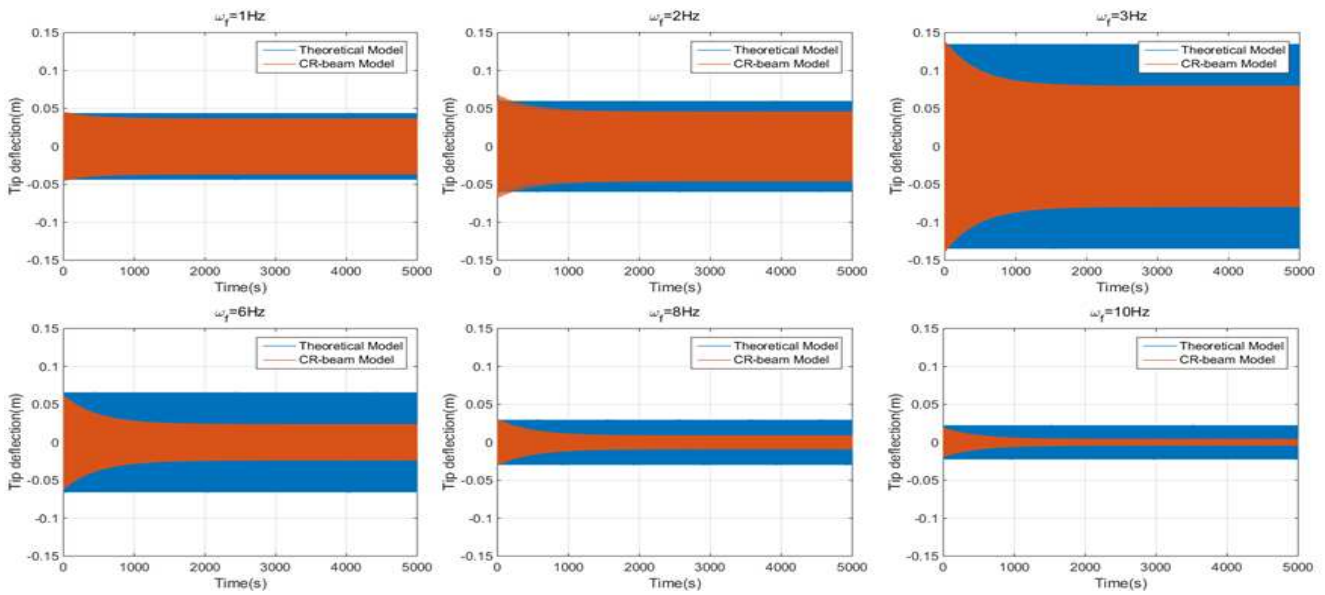 ω_f=1Hz
Theoretical Model
CR-beam Model
Tip deflection(m)
0.15
0.1
0.05
0
-0.05
-0.1
-0.15
0 1000 2000 3000 4000 5000
Time(s)
ω_f=2Hz
Theoretical Model
CR-beam Model
Tip deflection(m)
0.15
0.1
0.05
0
-0.05
-0.1
-0.15
0 1000 2000 3000 4000 5000
Time(s)
ω_f=3Hz
Theoretical Model
CR-beam Model
Tip deflection(m)
0.15
0.1
0.05
0
-0.05
-0.1
-0.15
0 1000 2000 3000 4000 5000
Time(s)
ω_f=6Hz
Theoretical Model
CR-beam Model
Tip deflection(m)
0.15
0.1
0.05
0
-0.05
-0.1
-0.15
0 1000 2000 3000 4000 5000
Time(s)
ω_f=8Hz
Theoretical Model
CR-beam Model
Tip deflection(m)
0.15
0.1
0.05
0
-0.05
-0.1
-0.15
0 1000 2000 3000 4000 5000
Time(s)
ω_f=10Hz
Theoretical Model
CR-beam Model
Tip deflection(m)
0.15
0.1
0.05
0
-0.05
-0.1
-0.15
0 1000 2000 3000 4000 5000
Time(s)